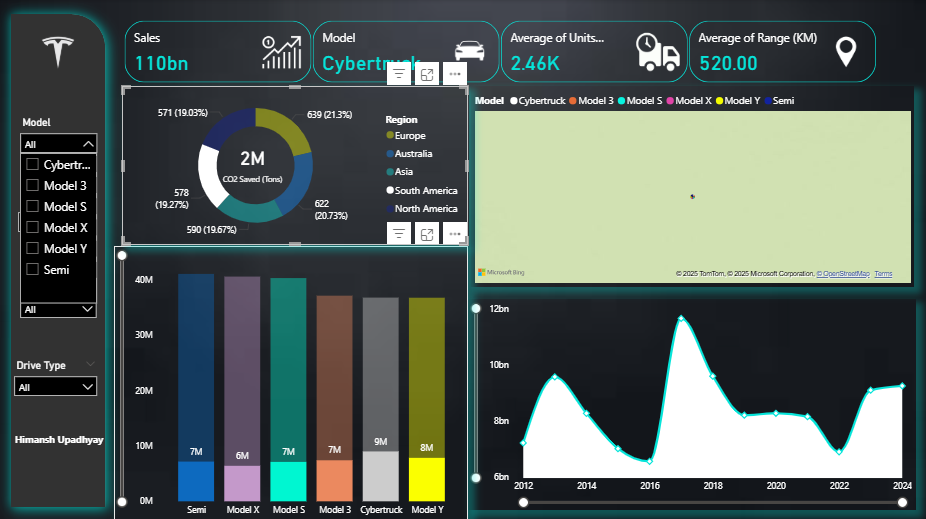 Sales
110bn
Model
Cybertruck
Average of Units...
2.46K
Average of Range (KM)
520.00
Model
All
Cybertr...
Model 3
Model S
Model X
Model Y
Semi
All
Drive Type
All
Himansh Upadhyay
571 (19.03%)
639 (21.3%)
2M
CO2 Saved (Tons)
578
(19.27%)
622
(20.73%)
590 (19.67%)
Region
Europe
Australia
Asia
South America
North America
Model Cybertruck Model 3 Model S Model X Model Y Semi
Microsoft Bing
© 2025 TomTom, © 2025 Microsoft Corporation, © OpenStreetMap Terms
40M
30M
20M
10M
0M
7M 6M 7M 7M 9M 8M
Semi Model X Model S Model 3 Cybertruck Model Y
12bn
10bn
8bn
6bn
2012 2014 2016 2018 2020 2022 2024